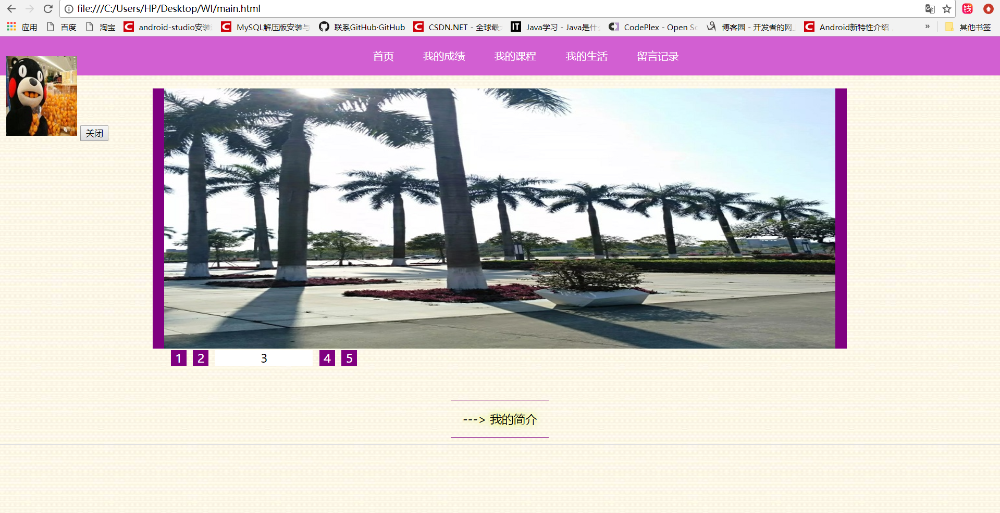 file:///C:/Users/HP/Desktop/WI/main.html
应用 百度 淘宝 android-studio安装 MySQL解压版安装与 联系GitHub·GitHub CSDN.NET - 全球最 Java学习 - Java是什 CodePlex - Open So 博客园 - 开发者的网 Android新特性介绍 » 其他书签
首页 我的成绩 我的课程 我的生活 留言记录
关闭
1 2 3 4 5
---> 我的简介